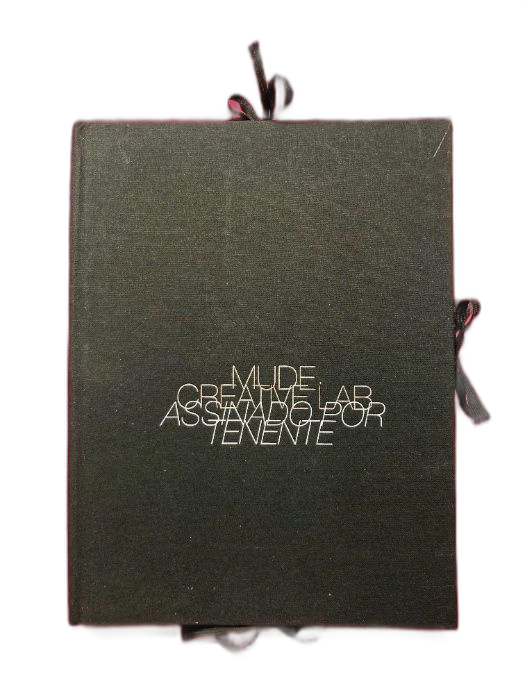 MUDE
CREATIVE LAB
ASSINADO POR
TENENTE